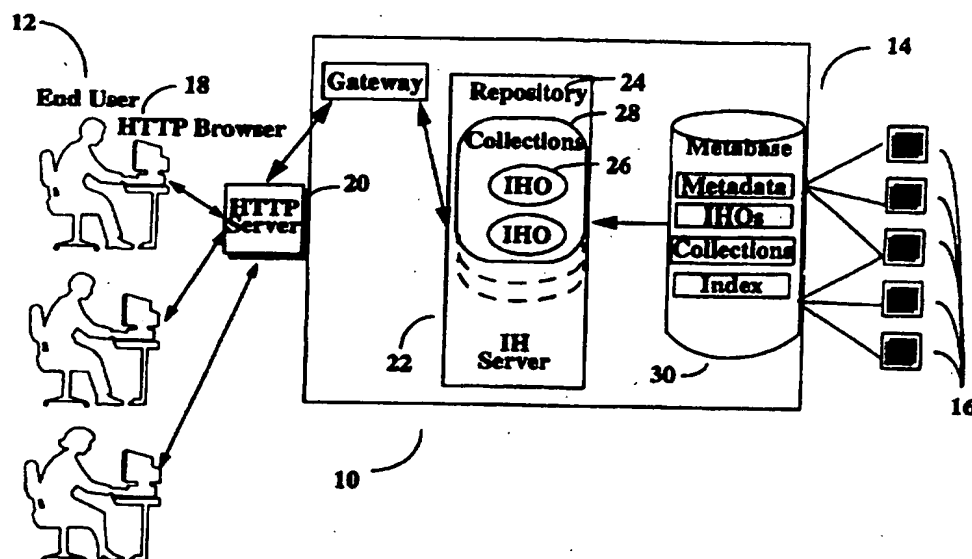 12
14
End User
18
HTTP Browser
Gateway
Repository
24
28
Collections
26
IHO
IHO
20
HTTP
Server
Metabase
Metadata
IHOs
Collections
Index
22
IH
Server
30
16
10